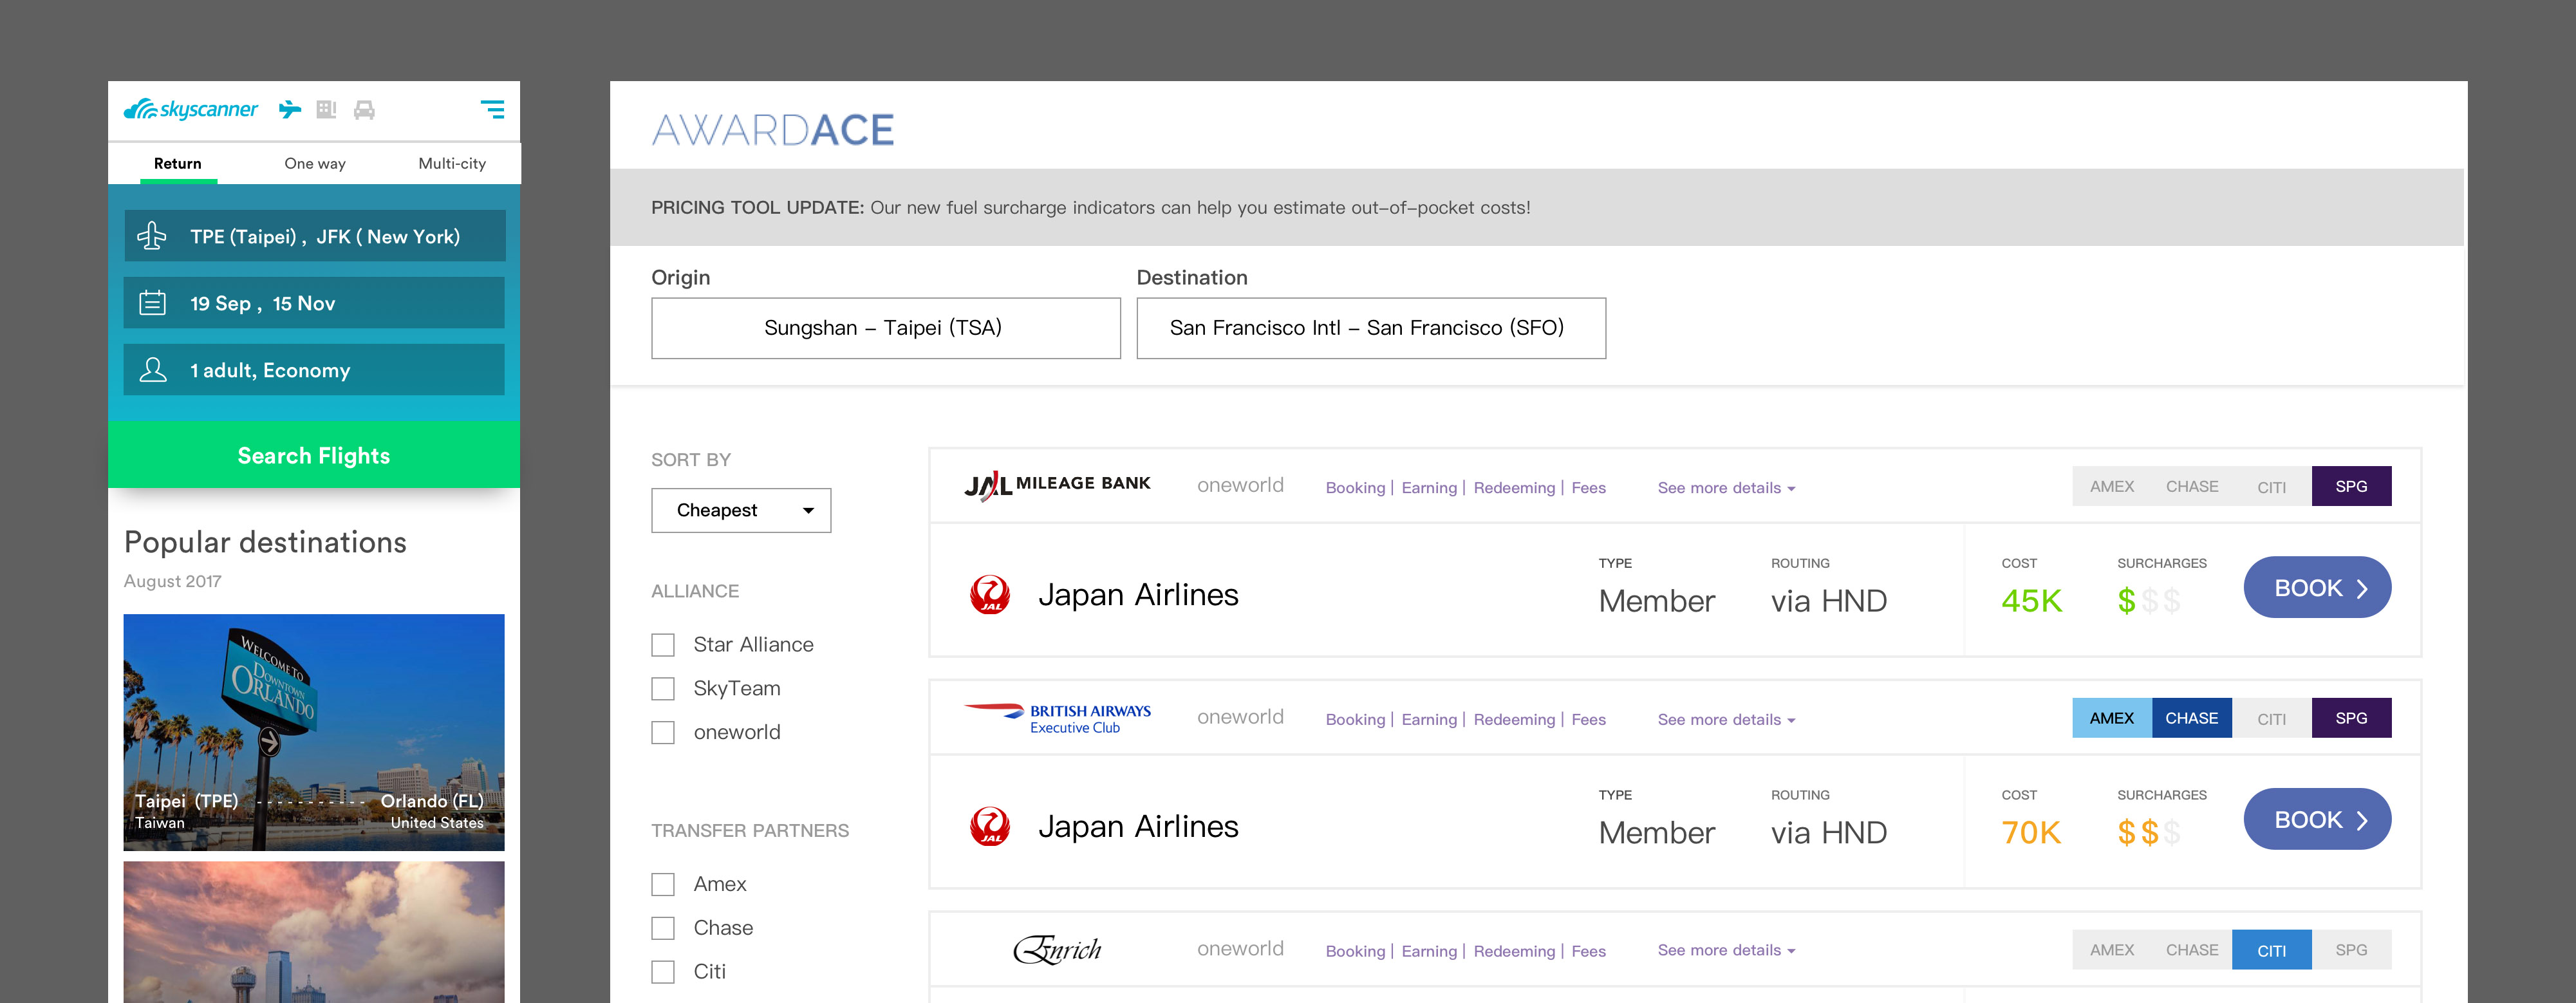 skyscanner
Return One way Multi-city
TPE (Taipei) , JFK ( New York)
19 Sep , 15 Nov
1 adult, Economy
Search Flights
Popular destinations
August 2017
WELCOME TO
DOWNTOWN
ORLANDO
Taipei (TPE) - - - - - - - - - - - Orlando (FL)
Taiwan United States
AWARDACE
PRICING TOOL UPDATE: Our new fuel surcharge indicators can help you estimate out-of-pocket costs!
Origin Destination
Sungshan – Taipei (TSA) San Francisco Intl – San Francisco (SFO)
SORT BY
Cheapest
ALLIANCE
Star Alliance
SkyTeam
oneworld
TRANSFER PARTNERS
Amex
Chase
Citi
JAL MILEAGE BANK oneworld Booking | Earning | Redeeming | Fees See more details AMEX CHASE CITI SPG
TYPE ROUTING COST SURCHARGES
JAL Japan Airlines Member via HND 45K $$$ BOOK
BRITISH AIRWAYS
Executive Club oneworld Booking | Earning | Redeeming | Fees See more details AMEX CHASE CITI SPG
TYPE ROUTING COST SURCHARGES
JAL Japan Airlines Member via HND 70K $$$ BOOK
Enrich oneworld Booking | Earning | Redeeming | Fees See more details AMEX CHASE CITI SPG